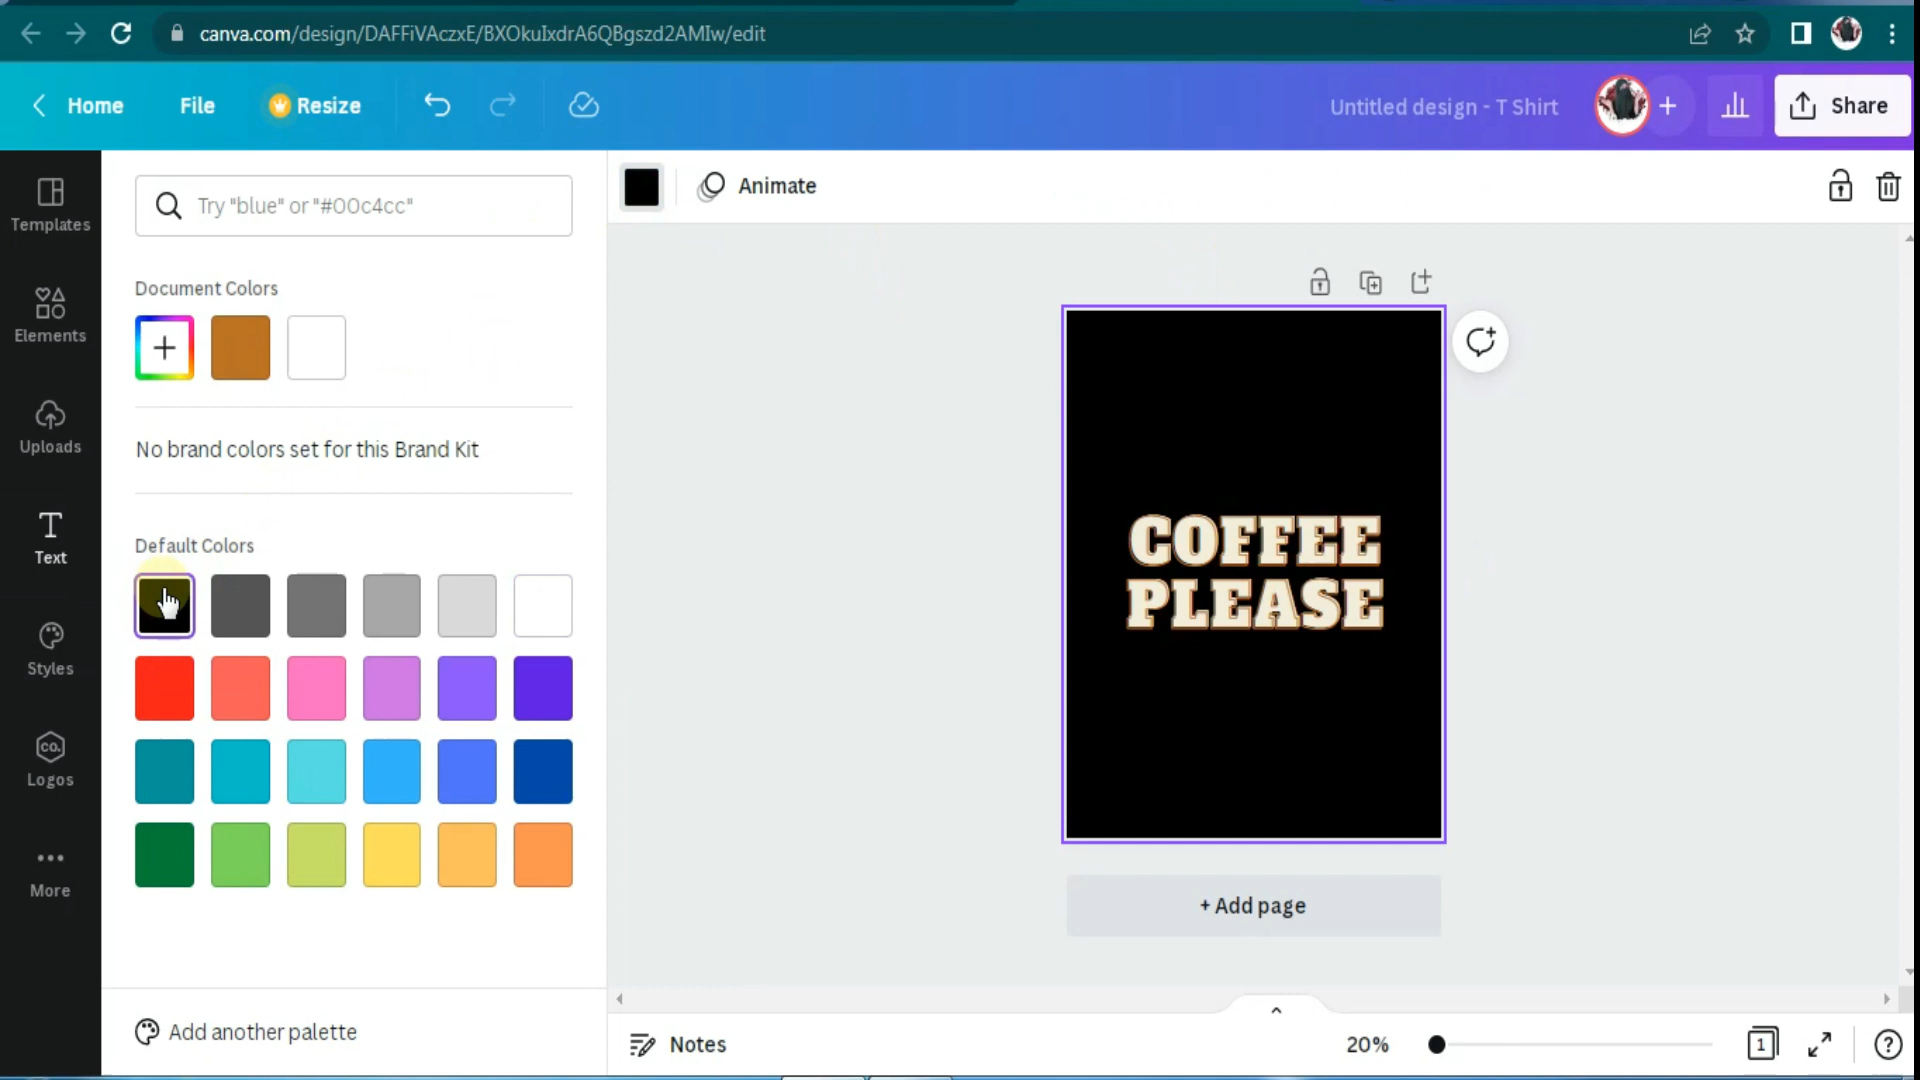 canva.com/design/DAFFiVAczxE/BXOkuIxdrA6QBgszd2AMIw/edit
Home File Resize Untitled design - T Shirt Share
Try "blue" or "#00c4cc"
Animate
Templates
Elements
Uploads
Text
Styles
CO.
Logos
More
Document Colors
No brand colors set for this Brand Kit
Default Colors
Add another palette
COFFEE
PLEASE
+ Add page
Notes 20% 1 ?